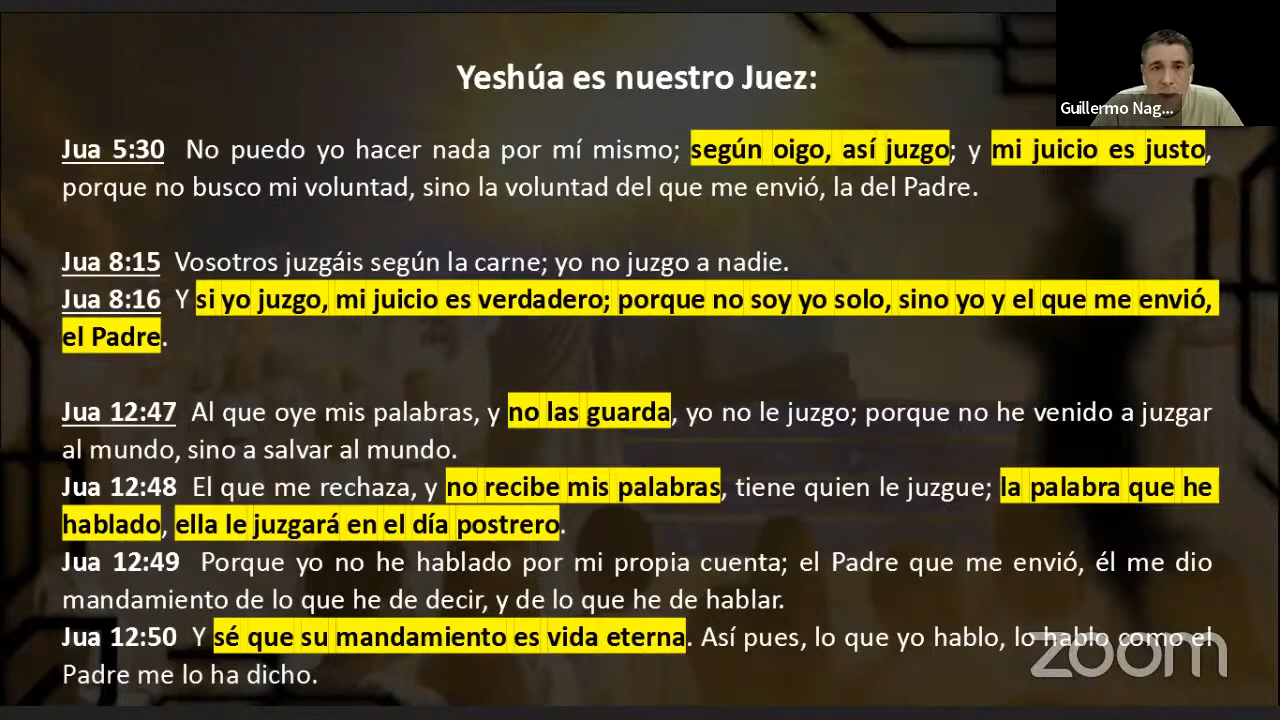 Yeshúa es nuestro Juez:
Guillermo Nag...
Jua 5:30 No puedo yo hacer nada por mí mismo; según oigo, así juzgo; y mi juicio es justo,
porque no busco mi voluntad, sino la voluntad del que me envió, la del Padre.
Jua 8:15 Vosotros juzgáis según la carne; yo no juzgo a nadie.
Jua 8:16 Y si yo juzgo, mi juicio es verdadero; porque no soy yo solo, sino yo y el que me envió,
el Padre.
Jua 12:47 Al que oye mis palabras, y no las guarda, yo no le juzgo; porque no he venido a juzgar
al mundo, sino a salvar al mundo.
Jua 12:48 El que me rechaza, y no recibe mis palabras, tiene quien le juzgue; la palabra que he
hablado, ella le juzgará en el día postrero.
Jua 12:49 Porque yo no he hablado por mi propia cuenta; el Padre que me envió, él me dio
mandamiento de lo que he de decir, y de lo que he de hablar.
Jua 12:50 Y sé que su mandamiento es vida eterna. Así pues, lo que yo hablo, lo hablo como el
Padre me lo ha dicho.
zoom